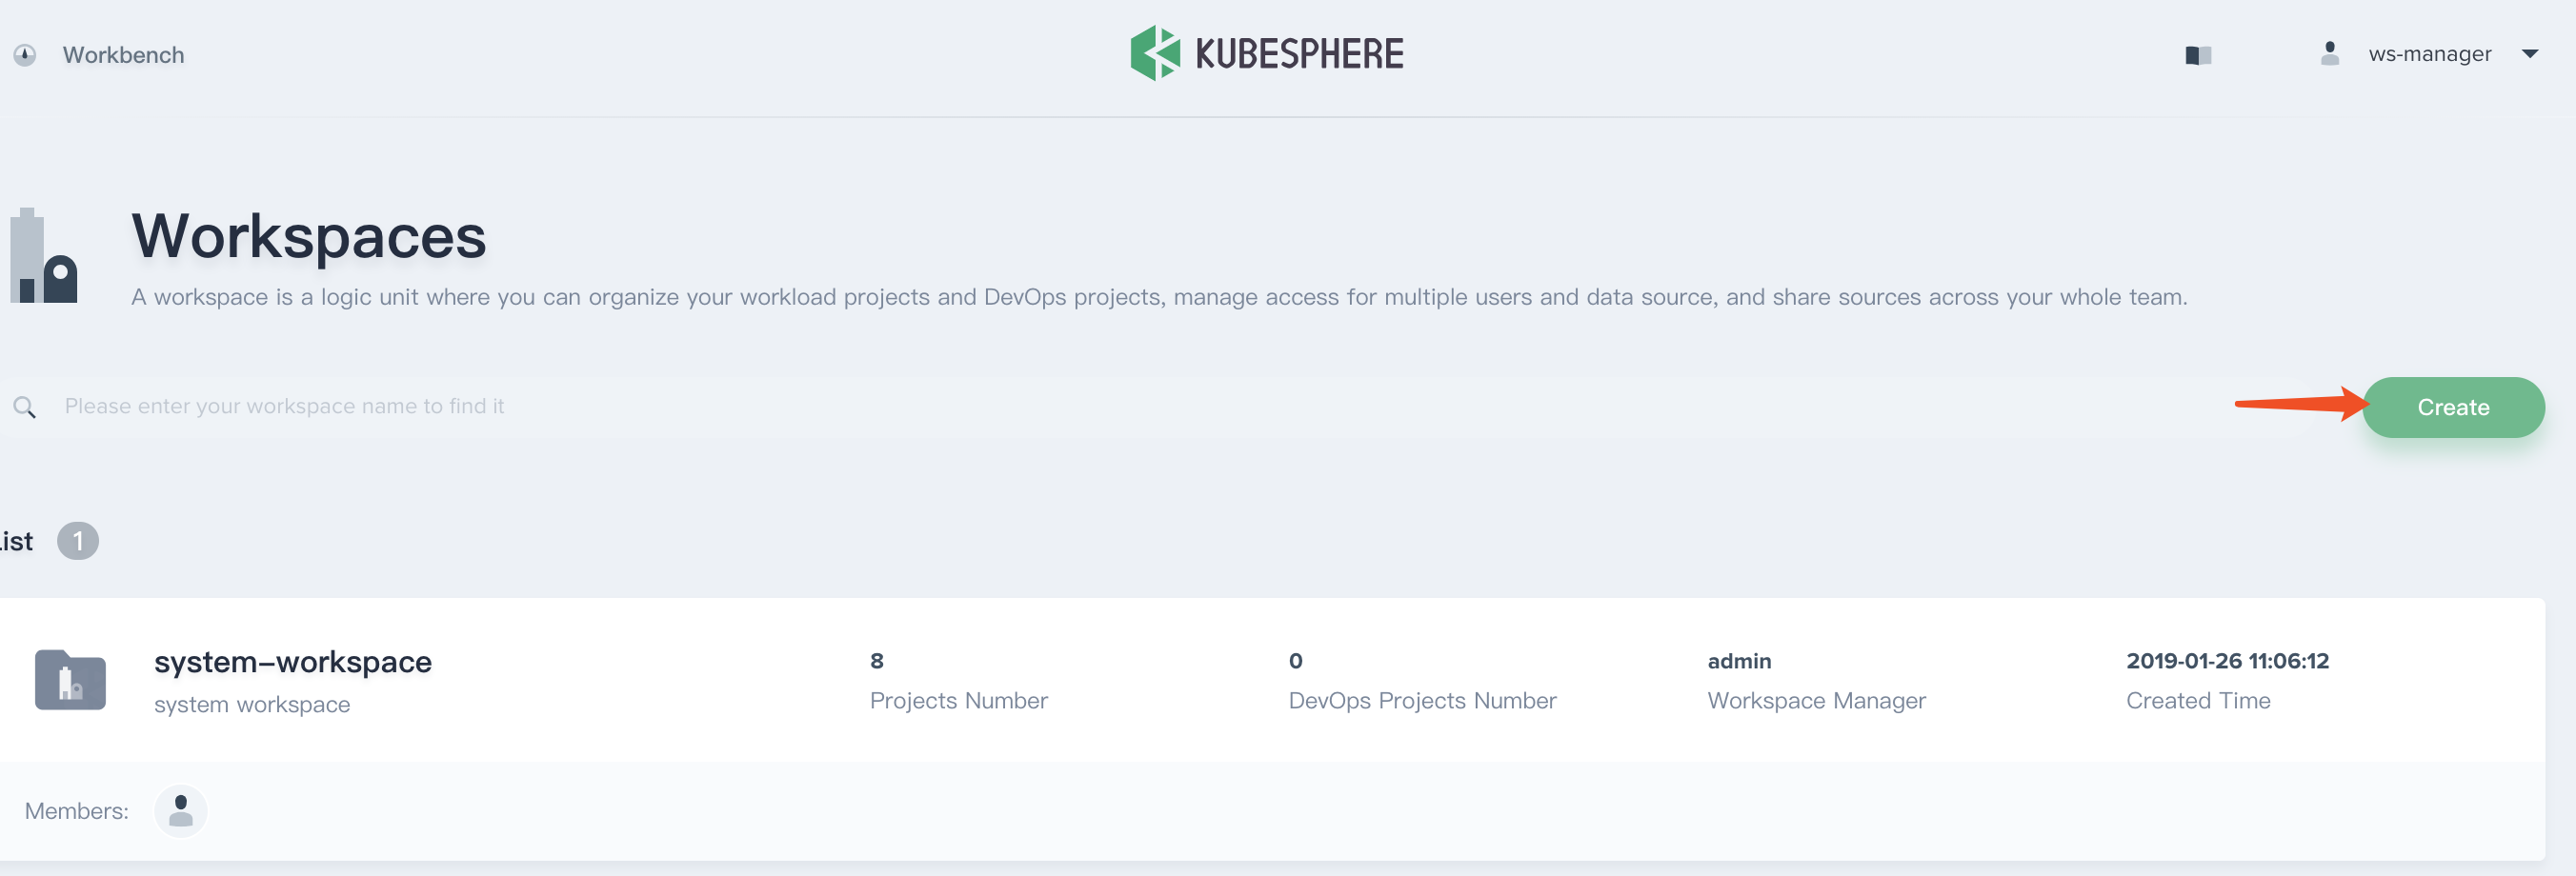 Workbench
KUBESPHERE
ws-manager
Workspaces
A workspace is a logic unit where you can organize your workload projects and DevOps projects, manage access for multiple users and data source, and share sources across your whole team.
Please enter your workspace name to find it
Create
ist 1
system-workspace
system workspace
8
Projects Number
0
DevOps Projects Number
admin
Workspace Manager
2019-01-26 11:06:12
Created Time
Members: